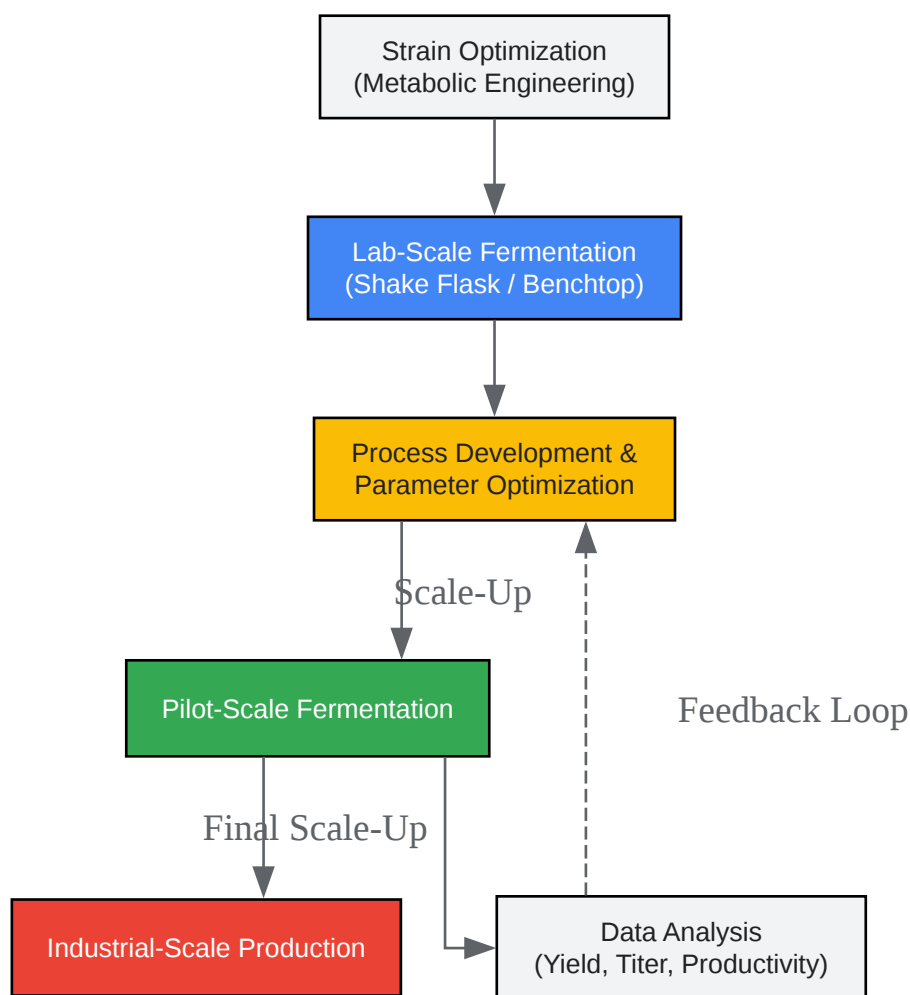 Strain Optimization
(Metabolic Engineering)
Lab-Scale Fermentation
(Shake Flask / Benchtop)
Process Development &
Parameter Optimization
Scale-Up
Pilot-Scale Fermentation
Feedback Loop
Final Scale-Up
Industrial-Scale Production
Data Analysis
(Yield, Titer, Productivity)